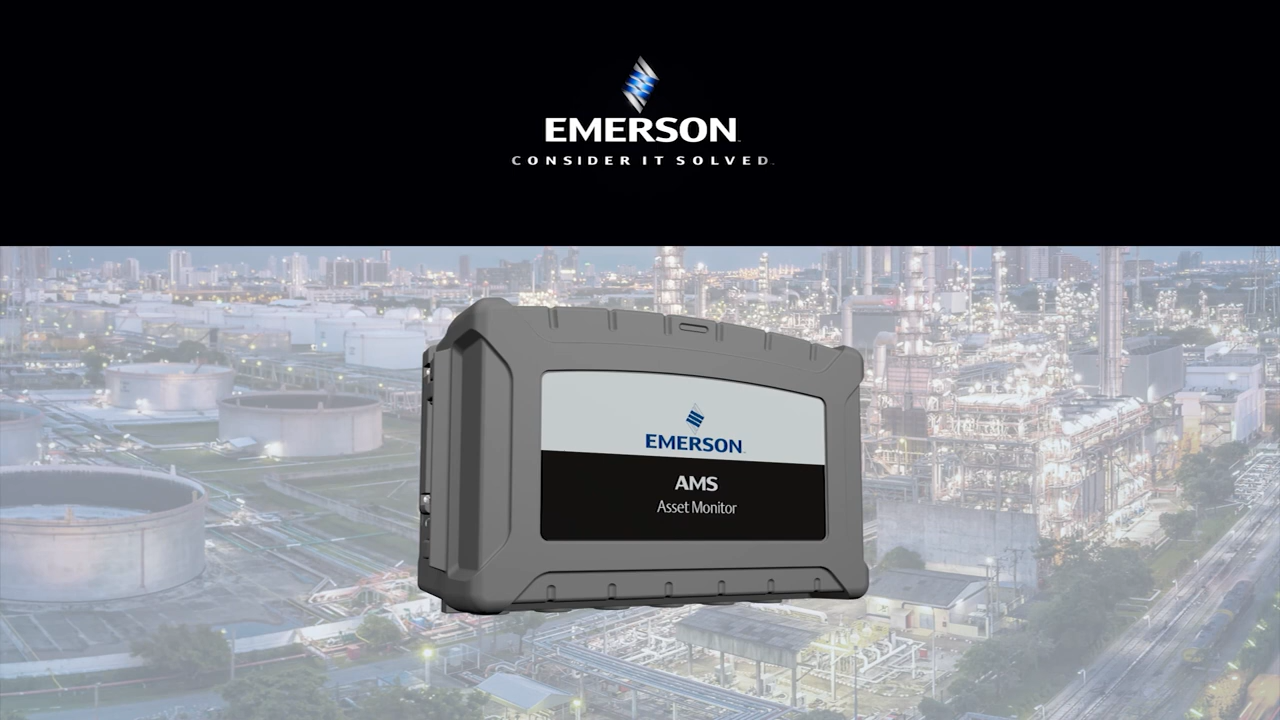 EMERSON
CONSIDER IT SOLVED.
EMERSON
AMS
Asset Monitor